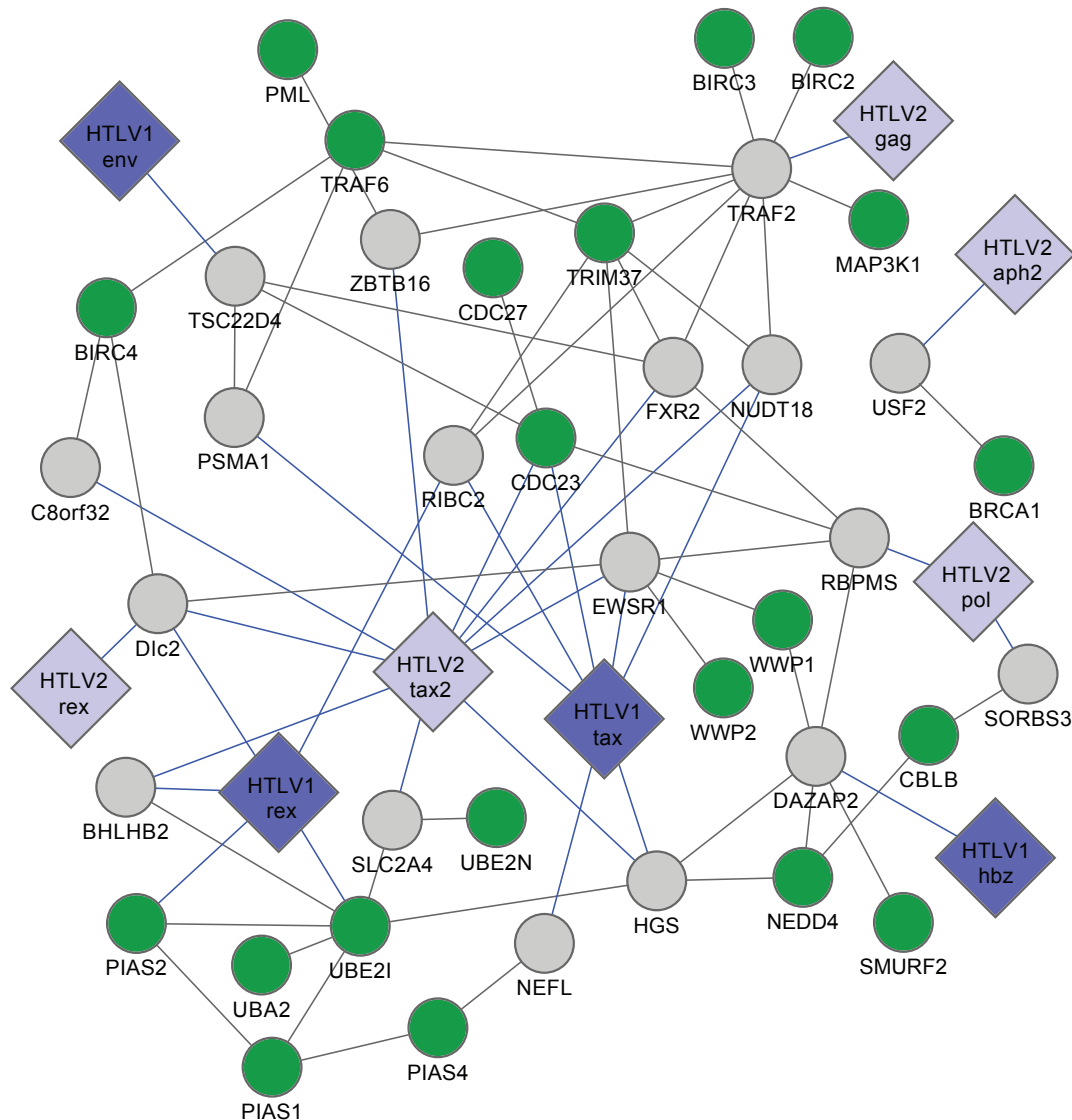 PML
BIRC3
BIRC2
HTLV2
gag
HTLV1
env
TRAF6
TRAF2
MAP3K1
ZBTB16
TRIM37
CDC27
HTLV2
aph2
TSC22D4
BIRC4
FXR2
NUDT18
USF2
PSMA1
C8orf32
RIBC2
CDC23
BRCA1
EWSR1
RBPMS
HTLV2
pol
Dlc2
HTLV2
rex
HTLV2
tax2
HTLV1
tax
WWP1
WWP2
SORBS3
CBLB
DAZAP2
BHLHB2
HTLV1
rex
SLC2A4
UBE2N
HTLV1
hbz
HGS
NEDD4
SMURF2
PIAS2
UBA2
UBE2I
NEFL
PIAS4
PIAS1